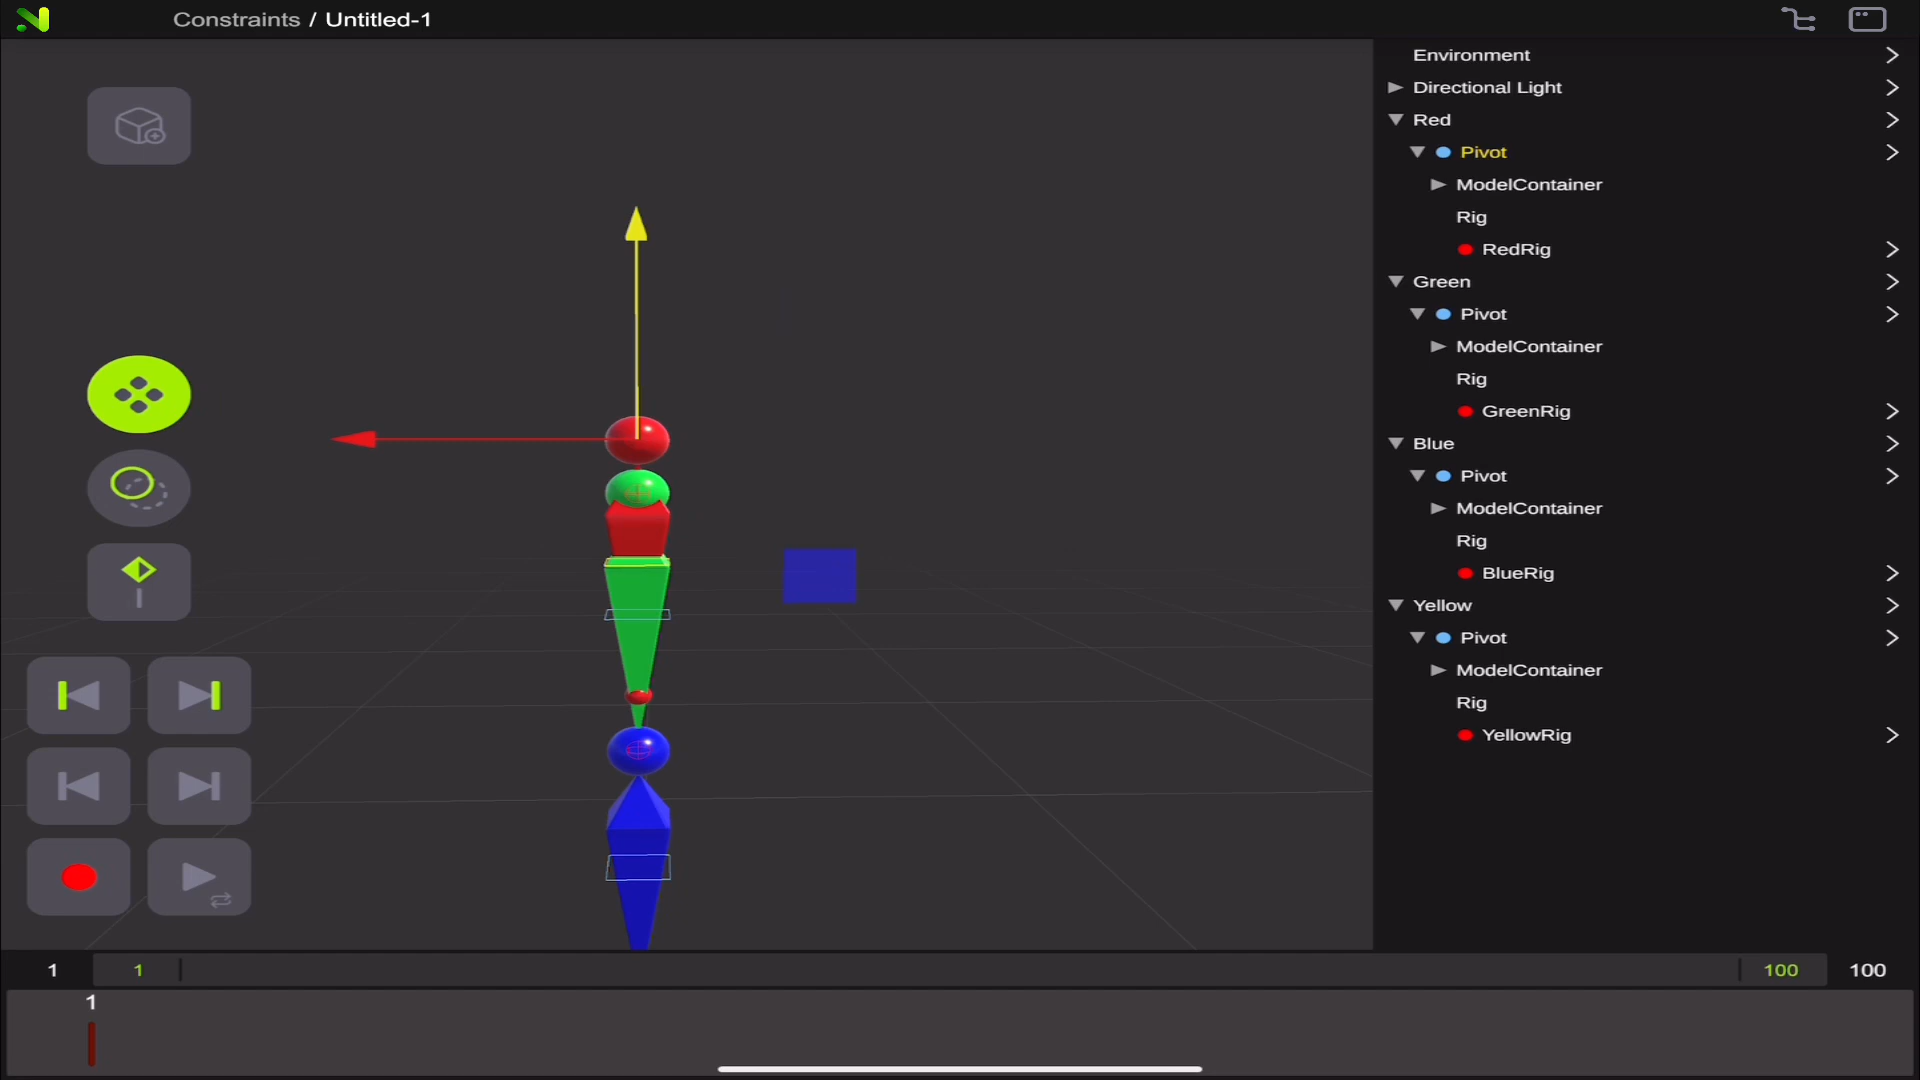 Constraints / Untitled-1
Environment
Directional Light
Red
Pivot
ModelContainer
Rig
RedRig
Green
Pivot
ModelContainer
Rig
GreenRig
Blue
Pivot
ModelContainer
Rig
BlueRig
Yellow
Pivot
ModelContainer
Rig
YellowRig
1 1 100 100
1